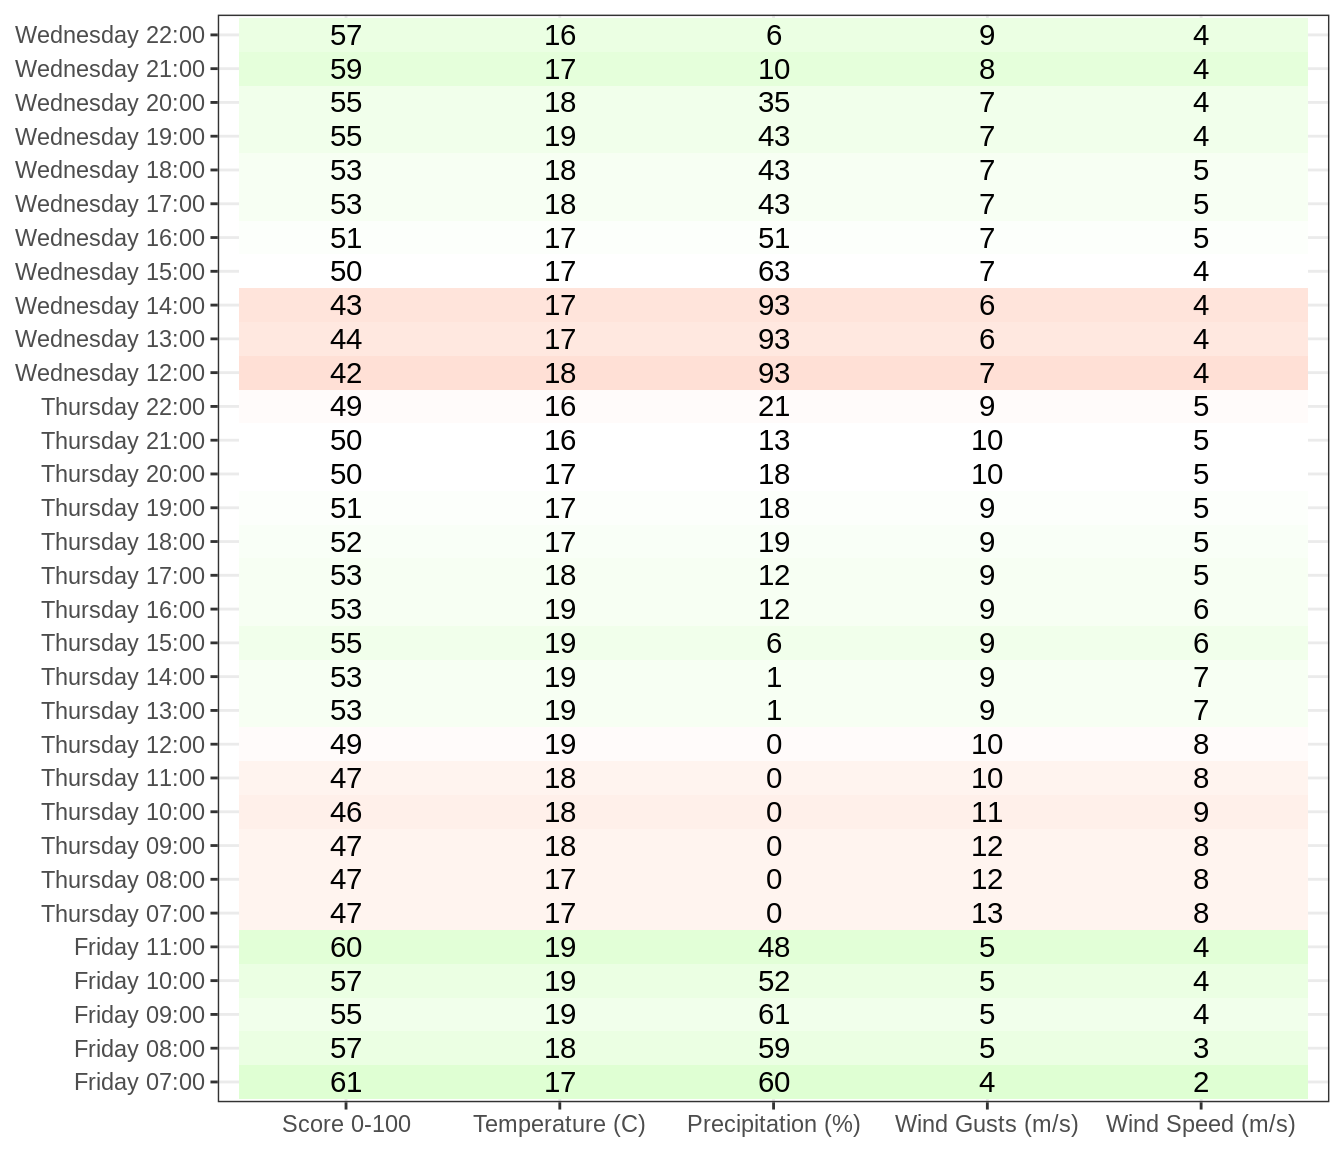 Wednesday 22:00 57 16 6 9 4
Wednesday 21:00 59 17 10 8 4
Wednesday 20:00 55 18 35 7 4
Wednesday 19:00 55 19 43 7 4
Wednesday 18:00 53 18 43 7 5
Wednesday 17:00 53 18 43 7 5
Wednesday 16:00 51 17 51 7 5
Wednesday 15:00 50 17 63 7 4
Wednesday 14:00 43 17 93 6 4
Wednesday 13:00 44 17 93 6 4
Wednesday 12:00 42 18 93 7 4
Thursday 22:00 49 16 21 9 5
Thursday 21:00 50 16 13 10 5
Thursday 20:00 50 17 18 10 5
Thursday 19:00 51 17 18 9 5
Thursday 18:00 52 17 19 9 5
Thursday 17:00 53 18 12 9 5
Thursday 16:00 53 19 12 9 6
Thursday 15:00 55 19 6 9 6
Thursday 14:00 53 19 1 9 7
Thursday 13:00 53 19 1 9 7
Thursday 12:00 49 19 0 10 8
Thursday 11:00 47 18 0 10 8
Thursday 10:00 46 18 0 11 9
Thursday 09:00 47 18 0 12 8
Thursday 08:00 47 17 0 12 8
Thursday 07:00 47 17 0 13 8
Friday 11:00 60 19 48 5 4
Friday 10:00 57 19 52 5 4
Friday 09:00 55 19 61 5 4
Friday 08:00 57 18 59 5 3
Friday 07:00 61 17 60 4 2
Score 0-100 Temperature (C) Precipitation (%) Wind Gusts (m/s) Wind Speed (m/s)